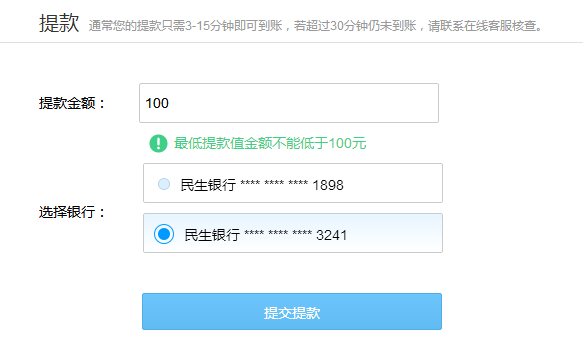 提款 通常您的提款只需3-15分钟即可到账，若超过30分钟仍未到账，请联系在线客服核查。
提款金额： 100
最低提款值金额不能低于100元
民生银行 **** **** **** 1898
选择银行：
民生银行 **** **** **** 3241
提交提款